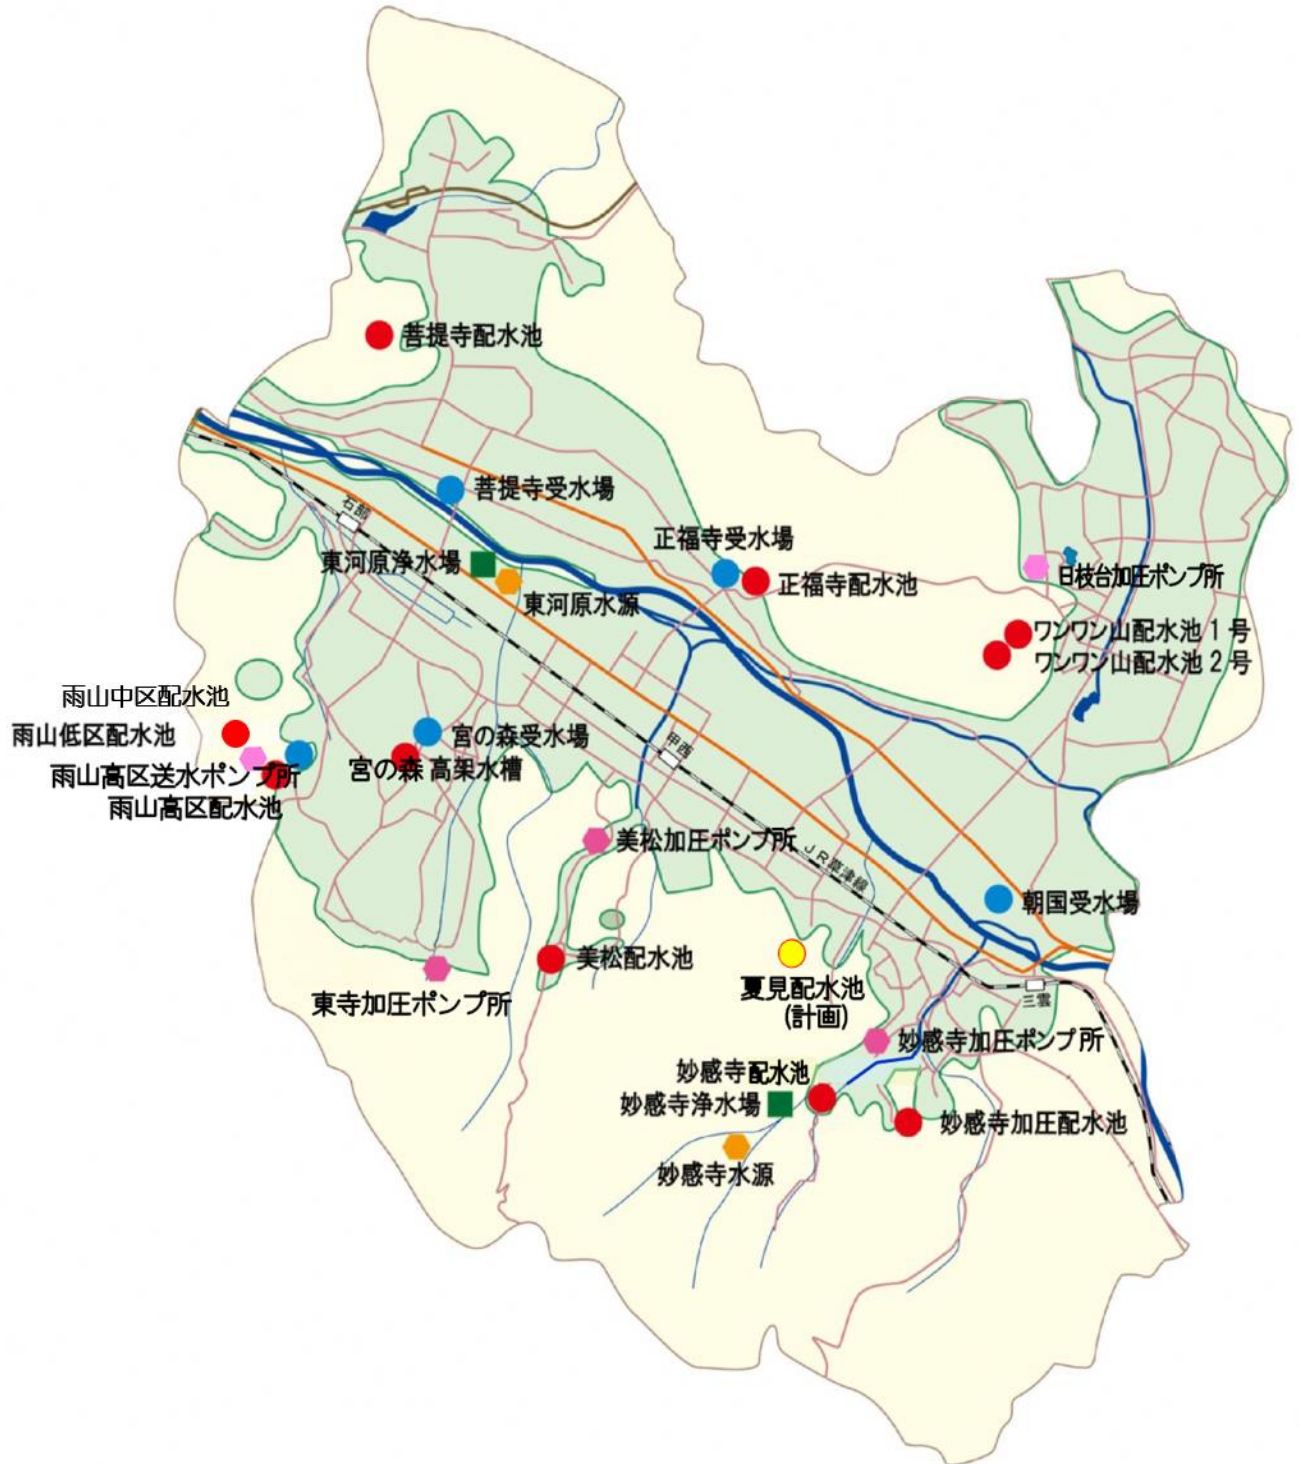 菩提寺配水池
石部
菩提寺受水場
正福寺受水場
東河原浄水場
東河原水源
正福寺配水池
日枝台加圧ポンプ所
ワンワン山配水池1号
ワンワン山配水池2号
雨山中区配水池
雨山低区配水池
宮の森受水場
雨山高区送水ポンプ所
宮の森 高架水槽
雨山高区配水池
甲西
美松加圧ポンプ所
JR草津線
朝国受水場
美松配水池
夏見配水池
(計画)
東寺加圧ポンプ所
三雲
妙感寺加圧ポンプ所
妙感寺配水池
妙感寺浄水場
妙感寺加圧配水池
妙感寺水源